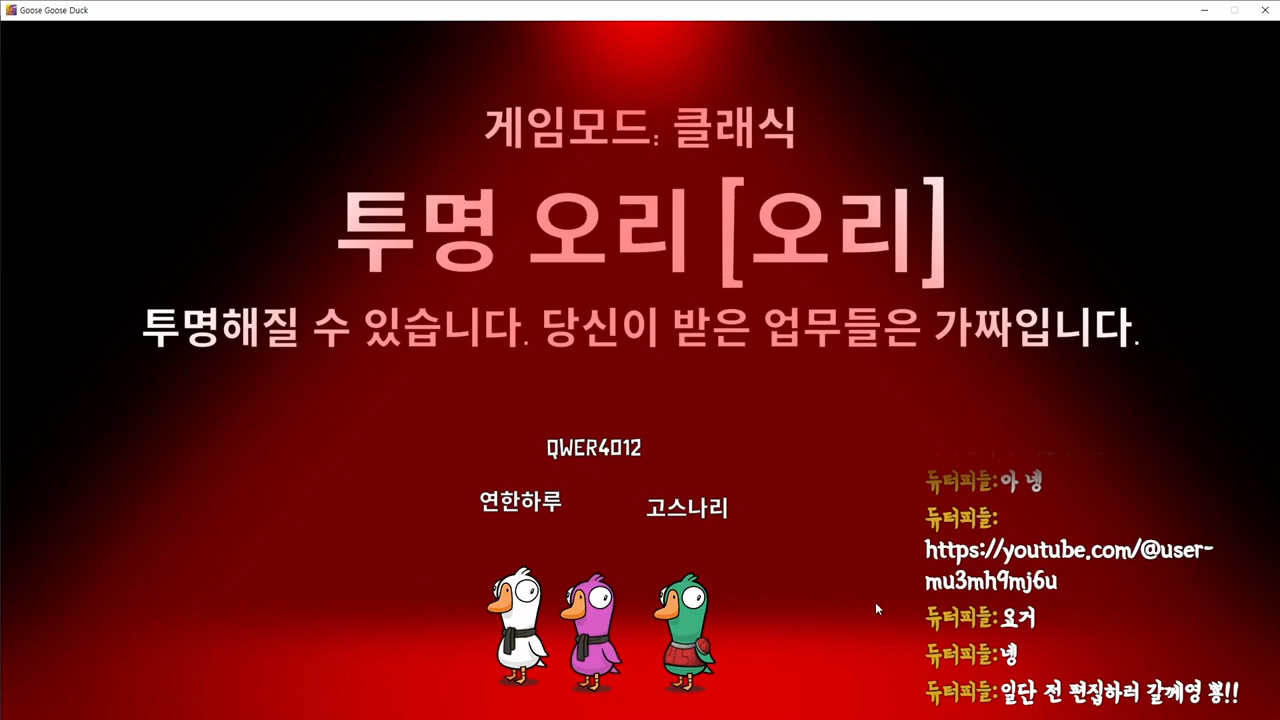 Goose Goose Duck
게임모드: 클래식
투명 오리 [오리]
투명해질 수 있습니다. 당신이 받은 업무들은 가짜입니다.
QWER4012
연한하루
고스나리
듀터피들:아 넹
듀터피들:
https://youtube.com/@user-
mu3mh9mj6u
듀터피들:요거
듀터피들:넹
듀터피들:일단 전 편집하러 갈께영 뿅!!